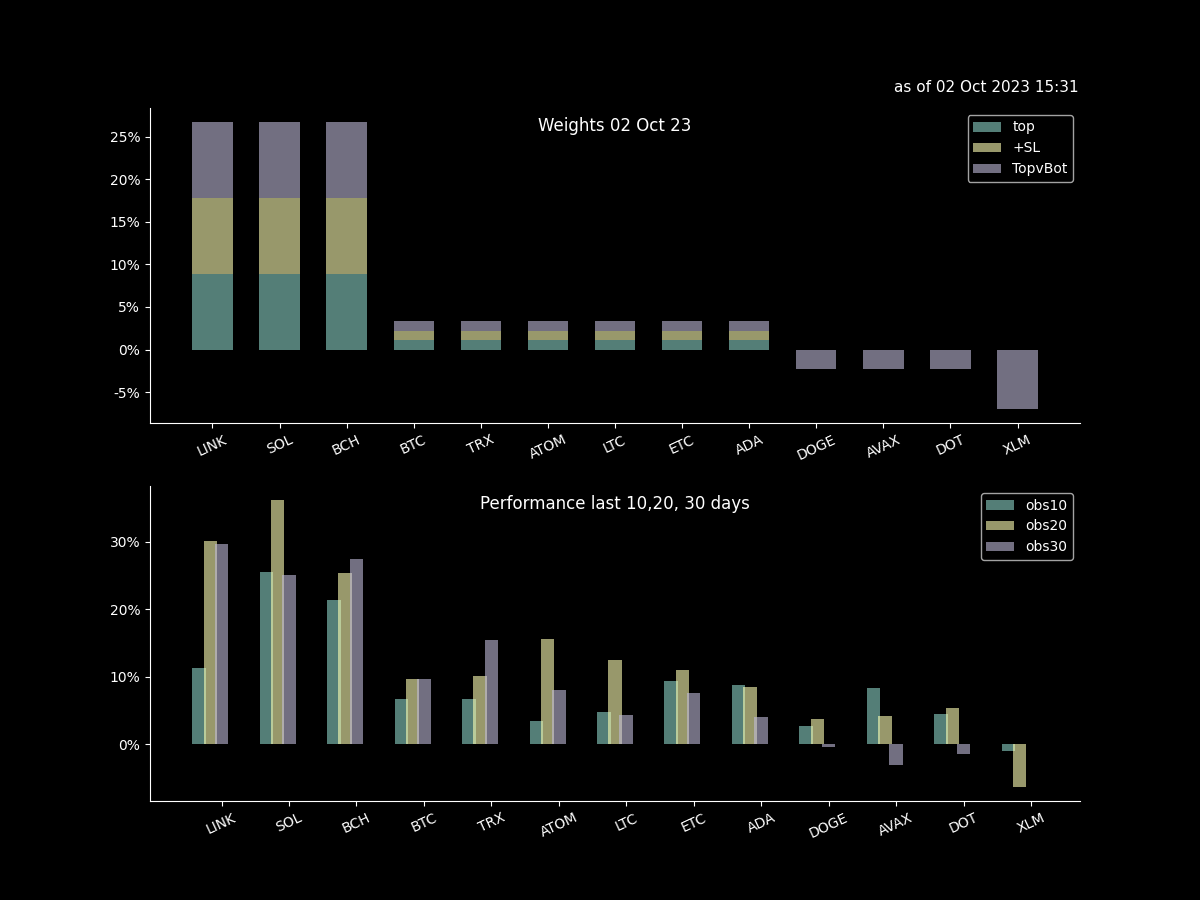 as of 02 Oct 2023 15:31
Weights 02 Oct 23
top
+SL
TopvBot
25%
20%
15%
10%
5%
0%
-5%
LINK SOL BCH BTC TRX ATOM LTC ETC ADA DOGE AVAX DOT XLM
Performance last 10,20, 30 days
obs10
obs20
obs30
30%
20%
10%
0%
LINK SOL BCH BTC TRX ATOM LTC ETC ADA DOGE AVAX DOT XLM